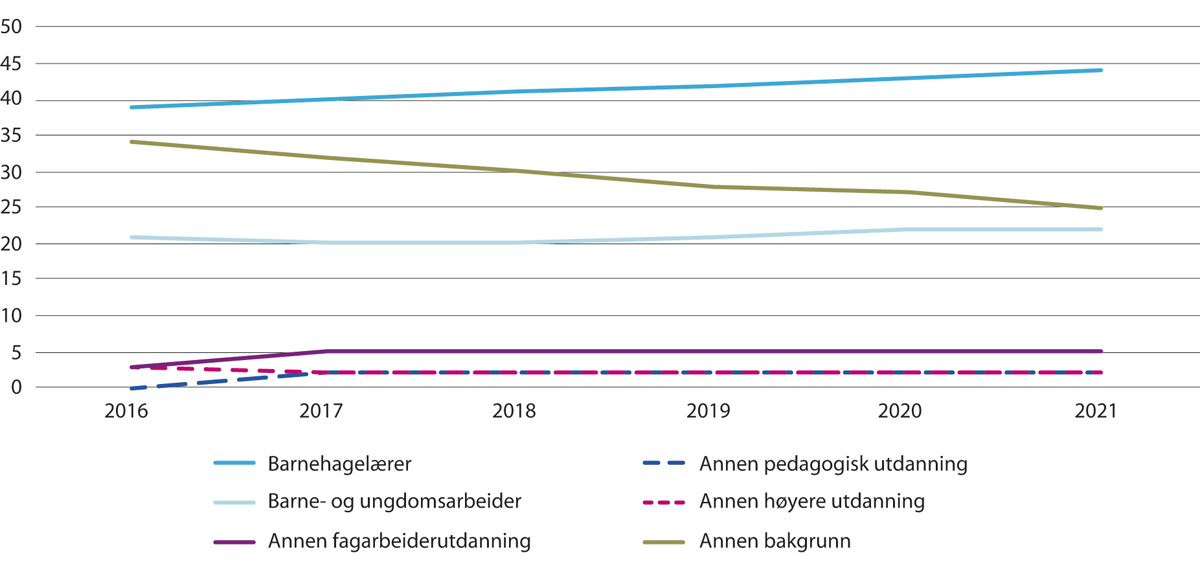 50
45
40
35
30
25
20
15
10
5
0
2016 2017 2018 2019 2020 2021
Barnehagelærer
Annen pedagogisk utdanning
Barne- og ungdomsarbeider
Annen høyere utdanning
Annen fagarbeiderutdanning
Annen bakgrunn